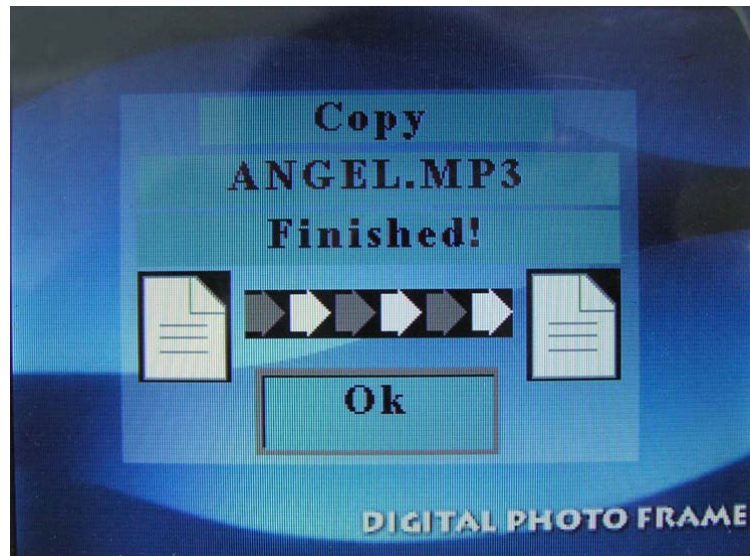 Copy
ANGEL.MP3
Finished!
Ok
DIGITAL PHOTO FRAME